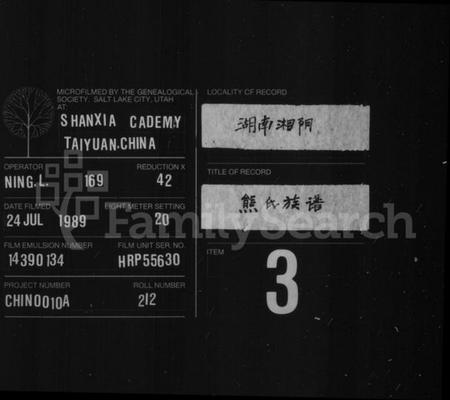 MICROFILMED BY THE GENEALOGICAL
SOCIETY, SALT LAKE CITY, UTAH
AT:
SHANXIA CADEMY
TAIYUAN.CHINA
OPERATOR
REDUCTION X
NING.L. 169 42
DATE FILMED
LIGHT METER SETTING
24 JUL 1989 20
FILM EMULSION NUMBER
FILM UNIT SER. NO.
14390134 HRP55630
PROJECT NUMBER
ROLL NUMBER
CHIN0010A 212
LOCALITY OF RECORD
湖南湘阴
TITLE OF RECORD
熊氏族谱
ITEM
3
FamilySearch